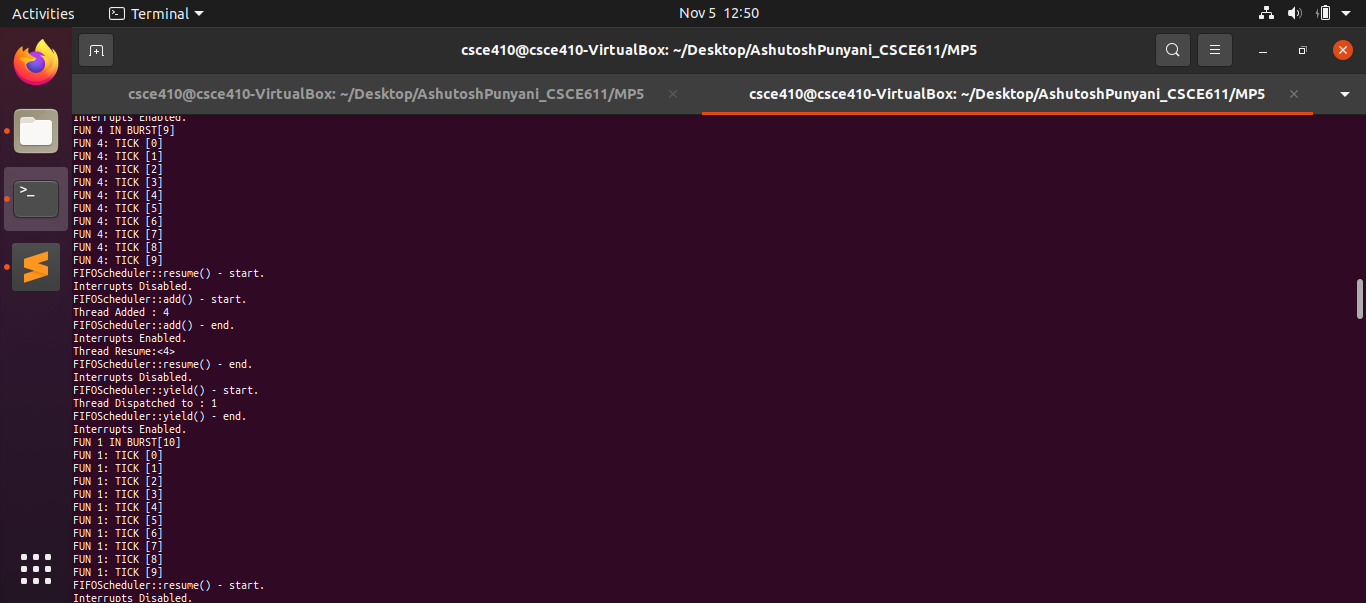 Activities
Terminal
Nov 5 12:50
csce410@csce410-VirtualBox: ~/Desktop/AshutoshPunyani_CSCE611/MP5
csce410@csce410-VirtualBox: ~/Desktop/AshutoshPunyani_CSCE611/MP5
csce410@csce410-VirtualBox: ~/Desktop/AshutoshPunyani_CSCE611/MP5
Interrupts Enabled.
FUN 4 IN BURST[9]
FUN 4: TICK [0]
FUN 4: TICK [1]
FUN 4: TICK [2]
FUN 4: TICK [3]
FUN 4: TICK [4]
FUN 4: TICK [5]
FUN 4: TICK [6]
FUN 4: TICK [7]
FUN 4: TICK [8]
FUN 4: TICK [9]
FIFOScheduler::resume() - start.
Interrupts Disabled.
FIFOScheduler::add() - start.
Thread Added : 4
FIFOScheduler::add() - end.
Interrupts Enabled.
Thread Resume:<4>
FIFOScheduler::resume() - end.
Interrupts Disabled.
FIFOScheduler::yield() - start.
Thread Dispatched to : 1
FIFOScheduler::yield() - end.
Interrupts Enabled.
FUN 1 IN BURST[10]
FUN 1: TICK [0]
FUN 1: TICK [1]
FUN 1: TICK [2]
FUN 1: TICK [3]
FUN 1: TICK [4]
FUN 1: TICK [5]
FUN 1: TICK [6]
FUN 1: TICK [7]
FUN 1: TICK [8]
FUN 1: TICK [9]
FIFOScheduler::resume() - start.
Interrupts Disabled.